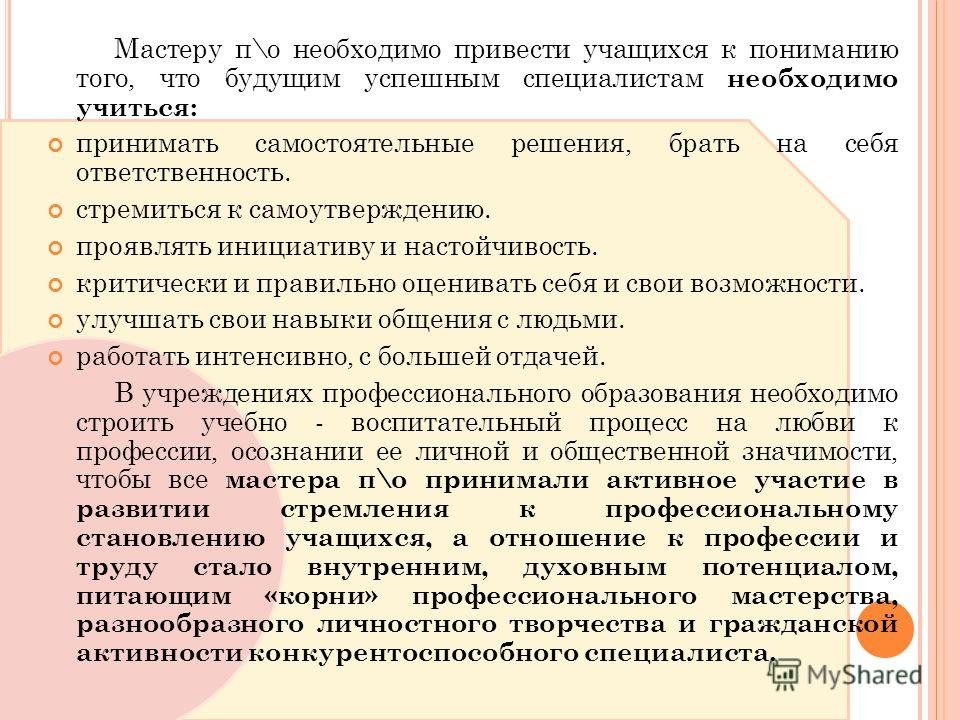 Мастеру п\о необходимо привести учащихся к пониманию
того, что будущим успешным специалистам необходимо
учиться:
принимать самостоятельные решения, брать на себя
ответственность.
стремиться к самоутверждению.
проявлять инициативу и настойчивость.
критически и правильно оценивать себя и свои возможности.
улучшать свои навыки общения с людьми.
работать интенсивно, с большей отдачей.
В учреждениях профессионального образования необходимо
строить учебно - воспитательный процесс на любви к
профессии, осознании ее личной и общественной значимости,
чтобы все мастера п\о принимали активное участие в
развитии стремления к профессиональному
становлению учащихся, а отношение к профессии и
труду стало внутренним, духовным потенциалом,
питающим «корни» профессионального мастерства,
разнообразного личностного творчества и гражданской
активности конкурентоспособного специалиста.
MyShared